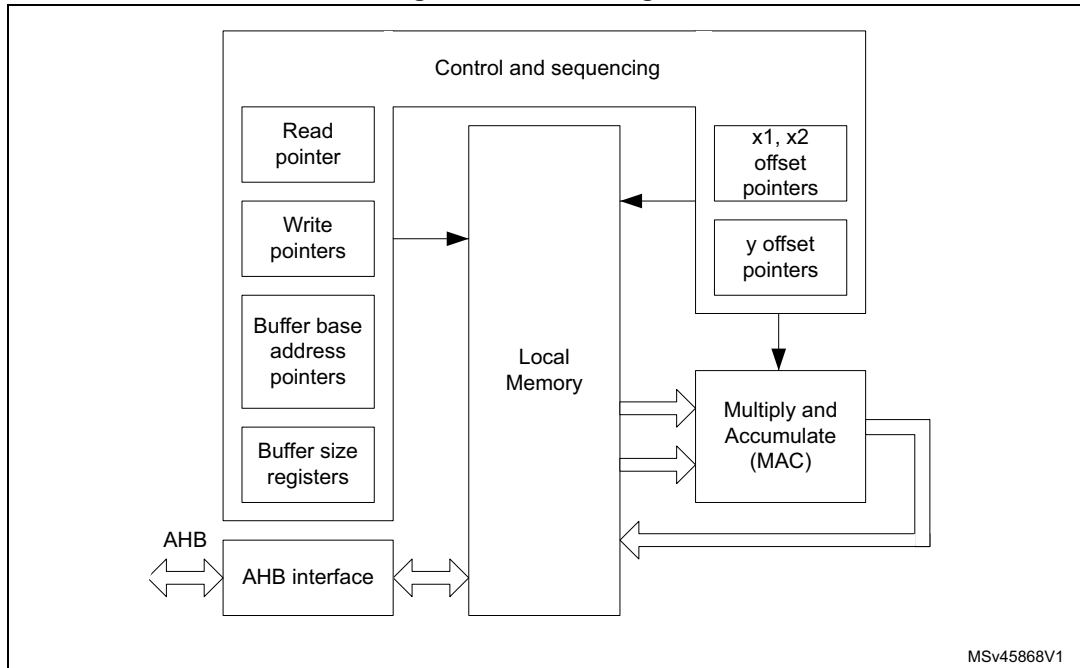 Control and sequencing
Read
pointer
Write
pointers
Buffer base
address
pointers
Buffer size
registers
x1, x2
offset
pointers
y offset
pointers
Local
Memory
Multiply and
Accumulate
(MAC)
AHB
AHB interface
MSv45868V1